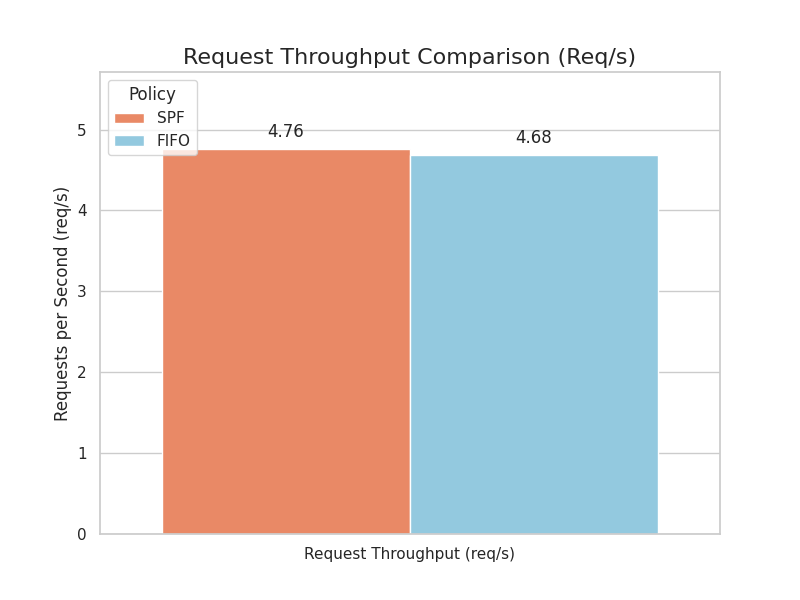 Request Throughput Comparison (Req/s)
Policy
SPF
FIFO
4.76
4.68
Requests per Second (req/s)
5
4
3
2
1
0
Request Throughput (req/s)